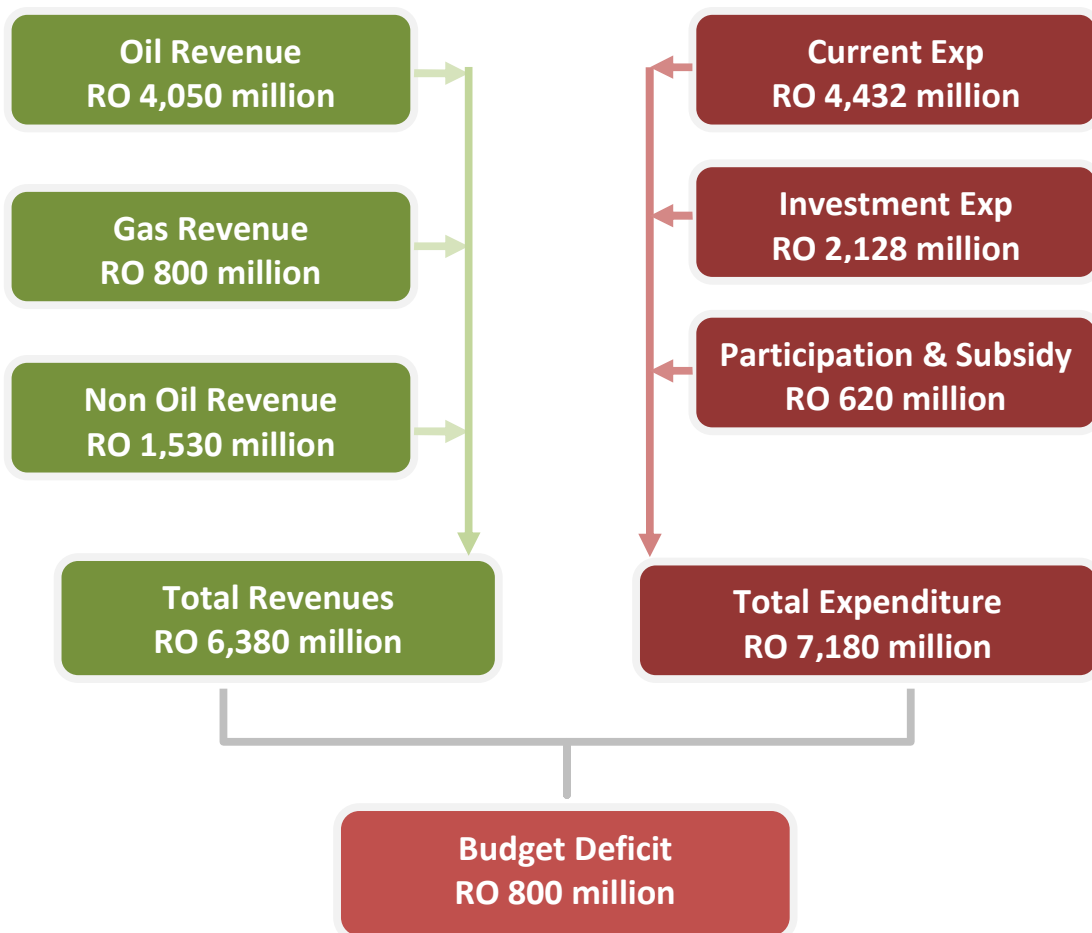 Oil Revenue
RO 4,050 million
Gas Revenue
RO 800 million
Non Oil Revenue
RO 1,530 million
Total Revenues
RO 6,380 million
Current Exp
RO 4,432 million
Investment Exp
RO 2,128 million
Participation & Subsidy
RO 620 million
Total Expenditure
RO 7,180 million
Budget Deficit
RO 800 million